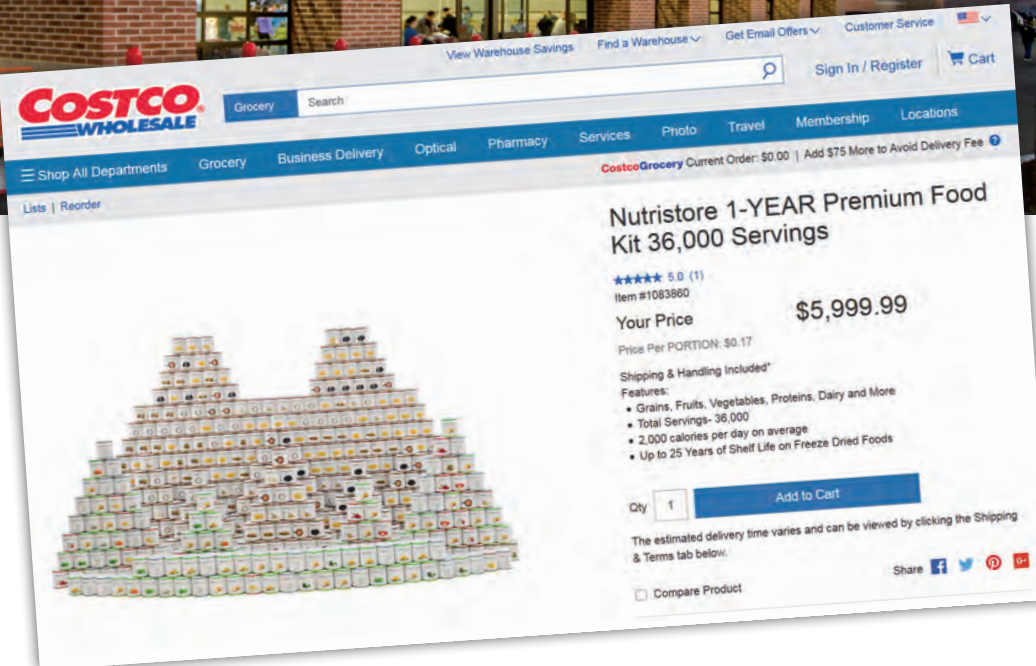 View Warehouse Savings Find a Warehouse Get Email Offers Customer Service
COSTCO
WHOLESALE
Grocery Search
Sign In / Register Cart
Shop All Departments Grocery Business Delivery Optical Pharmacy Services Photo Travel Membership Locations
CostcoGrocery Current Order: $0.00 | Add $75 More to Avoid Delivery Fee ?
Lists | Reorder
Nutristore 1-YEAR Premium Food
Kit 36,000 Servings
★★★★★ 5.0 (1)
Item #1083860
Your Price $5,999.99
Price Per PORTION: $0.17
Shipping & Handling Included*
Features:
• Grains, Fruits, Vegetables, Proteins, Dairy and More
• Total Servings- 36,000
• 2,000 calories per day on average
• Up to 25 Years of Shelf Life on Freeze Dried Foods
Qty 1 Add to Cart
The estimated delivery time varies and can be viewed by clicking the Shipping
& Terms tab below.
Share f G+
Compare Product